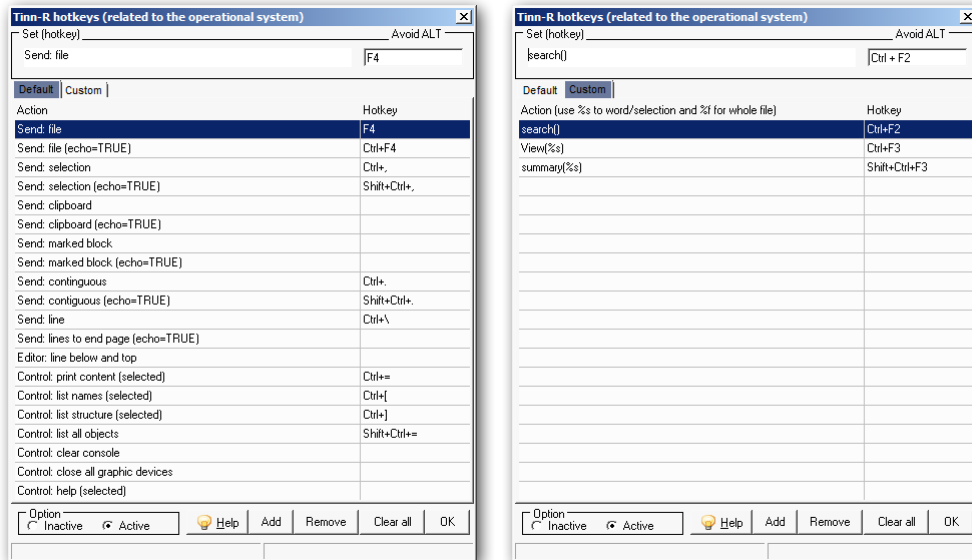 Tinn-R hotkeys (related to the operational system)
Set (hotkey) Avoid ALT
Send: file F4
Default Custom
Action Hotkey
Send: file F4
Send: file (echo=TRUE) Ctrl+F4
Send: selection Ctrl+,
Send: selection (echo=TRUE) Shift+Ctrl+,
Send: clipboard
Send: clipboard (echo=TRUE)
Send: marked block
Send: marked block (echo=TRUE)
Send: continguous Ctrl+.
Send: contiguous (echo=TRUE) Shift+Ctrl+.
Send: line Ctrl+\
Send: lines to end page (echo=TRUE)
Editor: line below and top
Control: print content (selected) Ctrl+=
Control: list names (selected) Ctrl+[
Control: list structure (selected) Ctrl+]
Control: list all objects Shift+Ctrl+=
Control: clear console
Control: close all graphic devices
Control: help (selected)
Option
Inactive Active Help Add Remove Clear all OK
Tinn-R hotkeys (related to the operational system)
Set (hotkey) Avoid ALT
search() Ctrl + F2
Default Custom
Action (use %s to word/selection and %f for whole file) Hotkey
search() Ctrl+F2
View(%s) Ctrl+F3
summary(%s) Shift+Ctrl+F3
Option
Inactive Active Help Add Remove Clear all OK